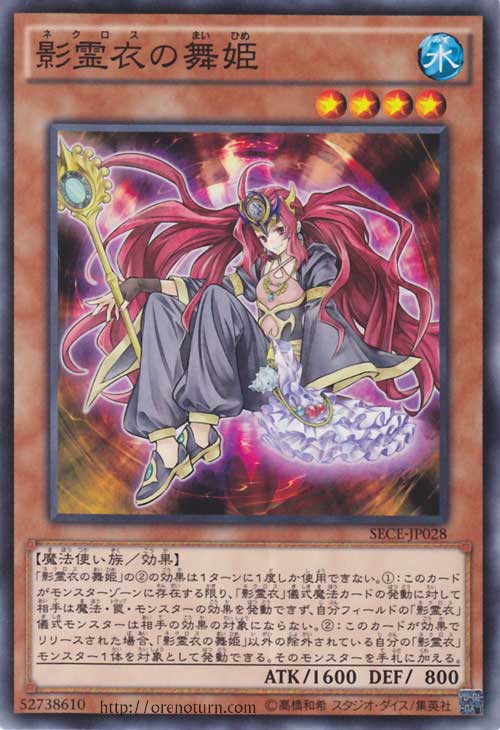 ネクロス まいひめ
影霊衣の舞姫
水
SECE-JP028
【魔法使い族/効果】
「影霊衣の舞姫」の②の効果は1ターンに1度しか使用できない。①:このカード
がモンスターゾーンに存在する限り、「影霊衣」儀式魔法カードの発動に対して
相手は魔法・罠・モンスターの効果を発動できず、自分フィールドの「影霊衣」
儀式モンスターは相手の効果の対象にならない。②:このカードが効果で
リリースされた場合、「影霊衣の舞姫」以外の除外されている自分の「影霊衣」
モンスター1体を対象として発動できる。そのモンスターを手札に加える。
ATK/1600 DEF/ 800
52738610 http://orenoturn.com ©高橋和希 スタジオ・ダイス/集英社